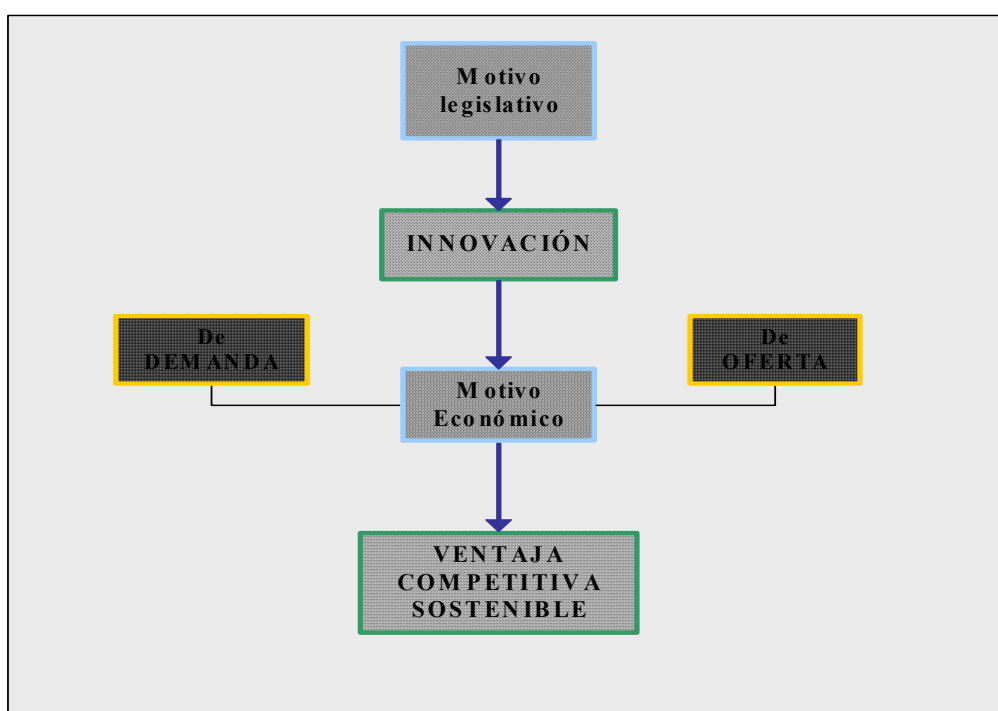 Motivo
legislativo
INNOVACIÓN
De
DEMANDA
De
OFERTA
Motivo
Económico
VENTAJA
COMPETITIVA
SOSTENIBLE